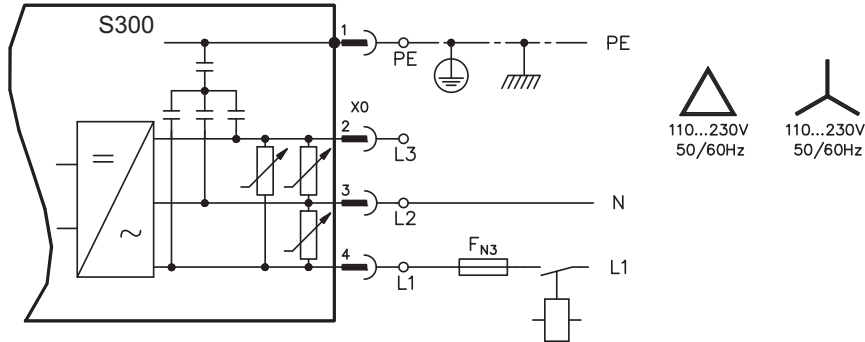 S300
1
PE
PE
X0
2
L3
3
L2
N
4
L1
FN3
L1
110...230V
50/60Hz
110...230V
50/60Hz